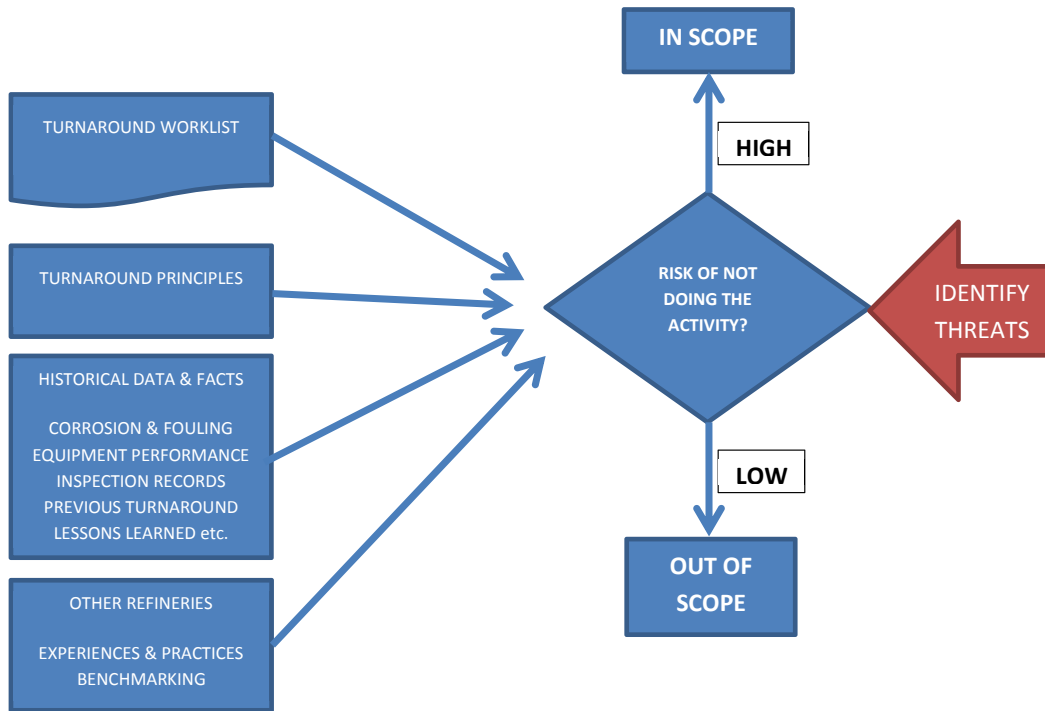 TURNAROUND WORKLIST
TURNAROUND PRINCIPLES
HISTORICAL DATA & FACTS
CORROSION & FOULING
EQUIPMENT PERFORMANCE
INSPECTION RECORDS
PREVIOUS TURNAROUND
LESSONS LEARNED etc.
OTHER REFINERIES
EXPERIENCES & PRACTICES
BENCHMARKING
IN SCOPE
HIGH
RISK OF NOT
DOING THE
ACTIVITY?
LOW
OUT OF
SCOPE
IDENTIFY
THREATS